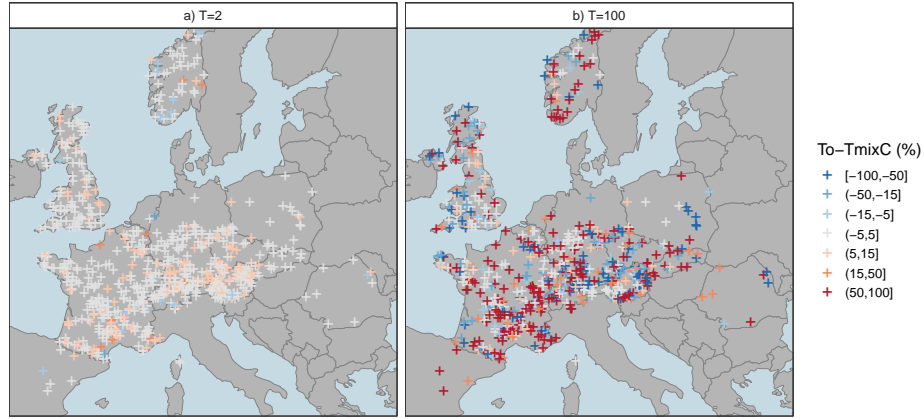 a) T=2
b) T=100
To−TmixC (%)
[−100,−50]
(−50,−15]
(−15,−5]
(−5,5]
(5,15]
(15,50]
(50,100]